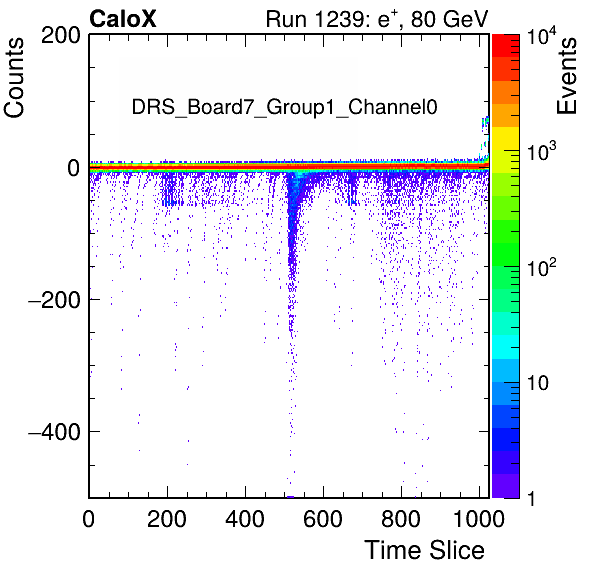 CaloX Run 1239: e⁺, 80 GeV
Counts
Events
DRS_Board7_Group1_Channel0
200
0
−200
−400
0 200 400 600 800 1000
Time Slice
10⁴
10³
10²
10
1